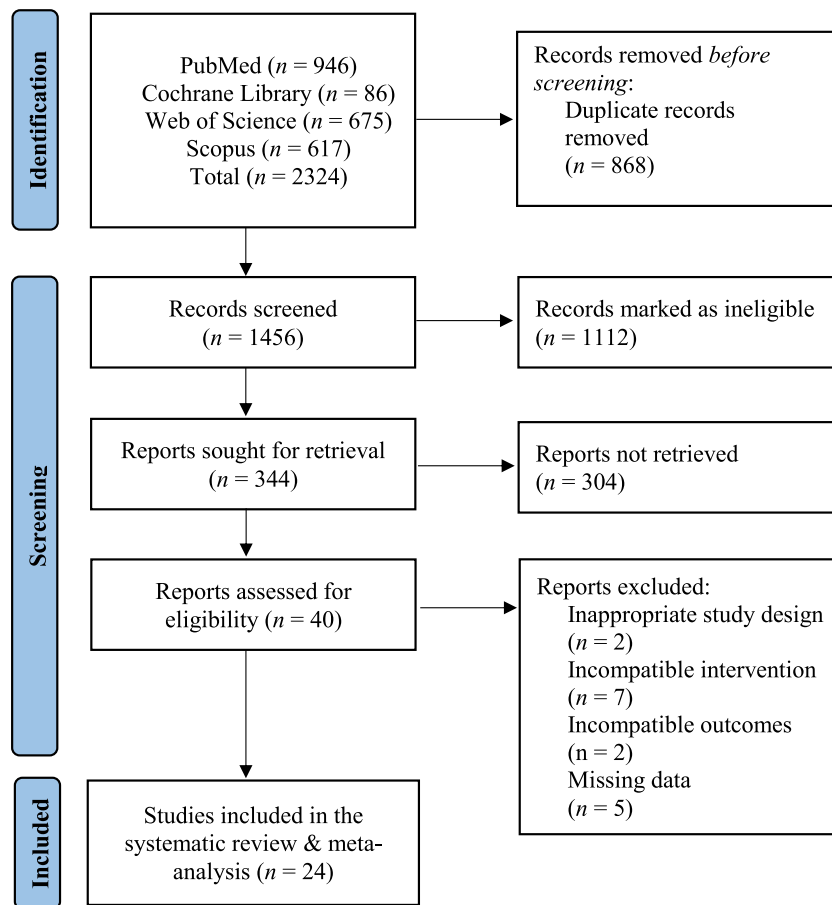 Identification
PubMed (n = 946)
Cochrane Library (n = 86)
Web of Science (n = 675)
Scopus (n = 617)
Total (n = 2324)
Records removed before
screening:
Duplicate records
removed
(n = 868)
Screening
Records screened
(n = 1456)
Records marked as ineligible
(n = 1112)
Reports sought for retrieval
(n = 344)
Reports not retrieved
(n = 304)
Reports assessed for
eligibility (n = 40)
Reports excluded:
Inappropriate study design
(n = 2)
Incompatible intervention
(n = 7)
Incompatible outcomes
(n = 2)
Missing data
(n = 5)
Included
Studies included in the
systematic review & meta-
analysis (n = 24)